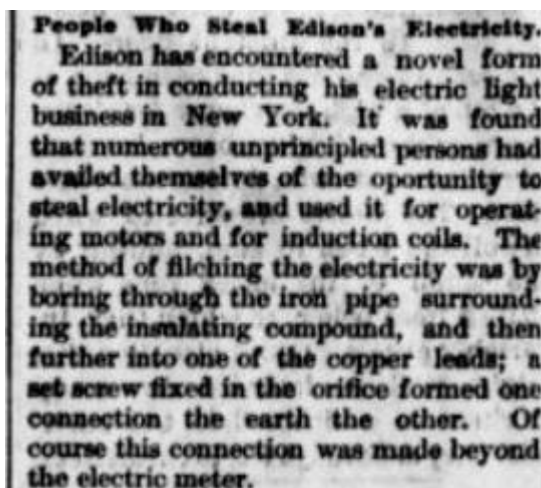 People Who Steal Edison's Electricity.
Edison has encountered a novel form
of theft in conducting his electric light
business in New York. It was found
that numerous unprincipled persons had
availed themselves of the oportunity to
steal electricity, and used it for operat-
ing motors and for induction coils. The
method of filching the electricity was by
boring through the iron pipe surround-
ing the insulating compound, and then
further into one of the copper leads; a
set screw fixed in the orifice formed one
connection the earth the other. Of
course this connection was made beyond
the electric meter.